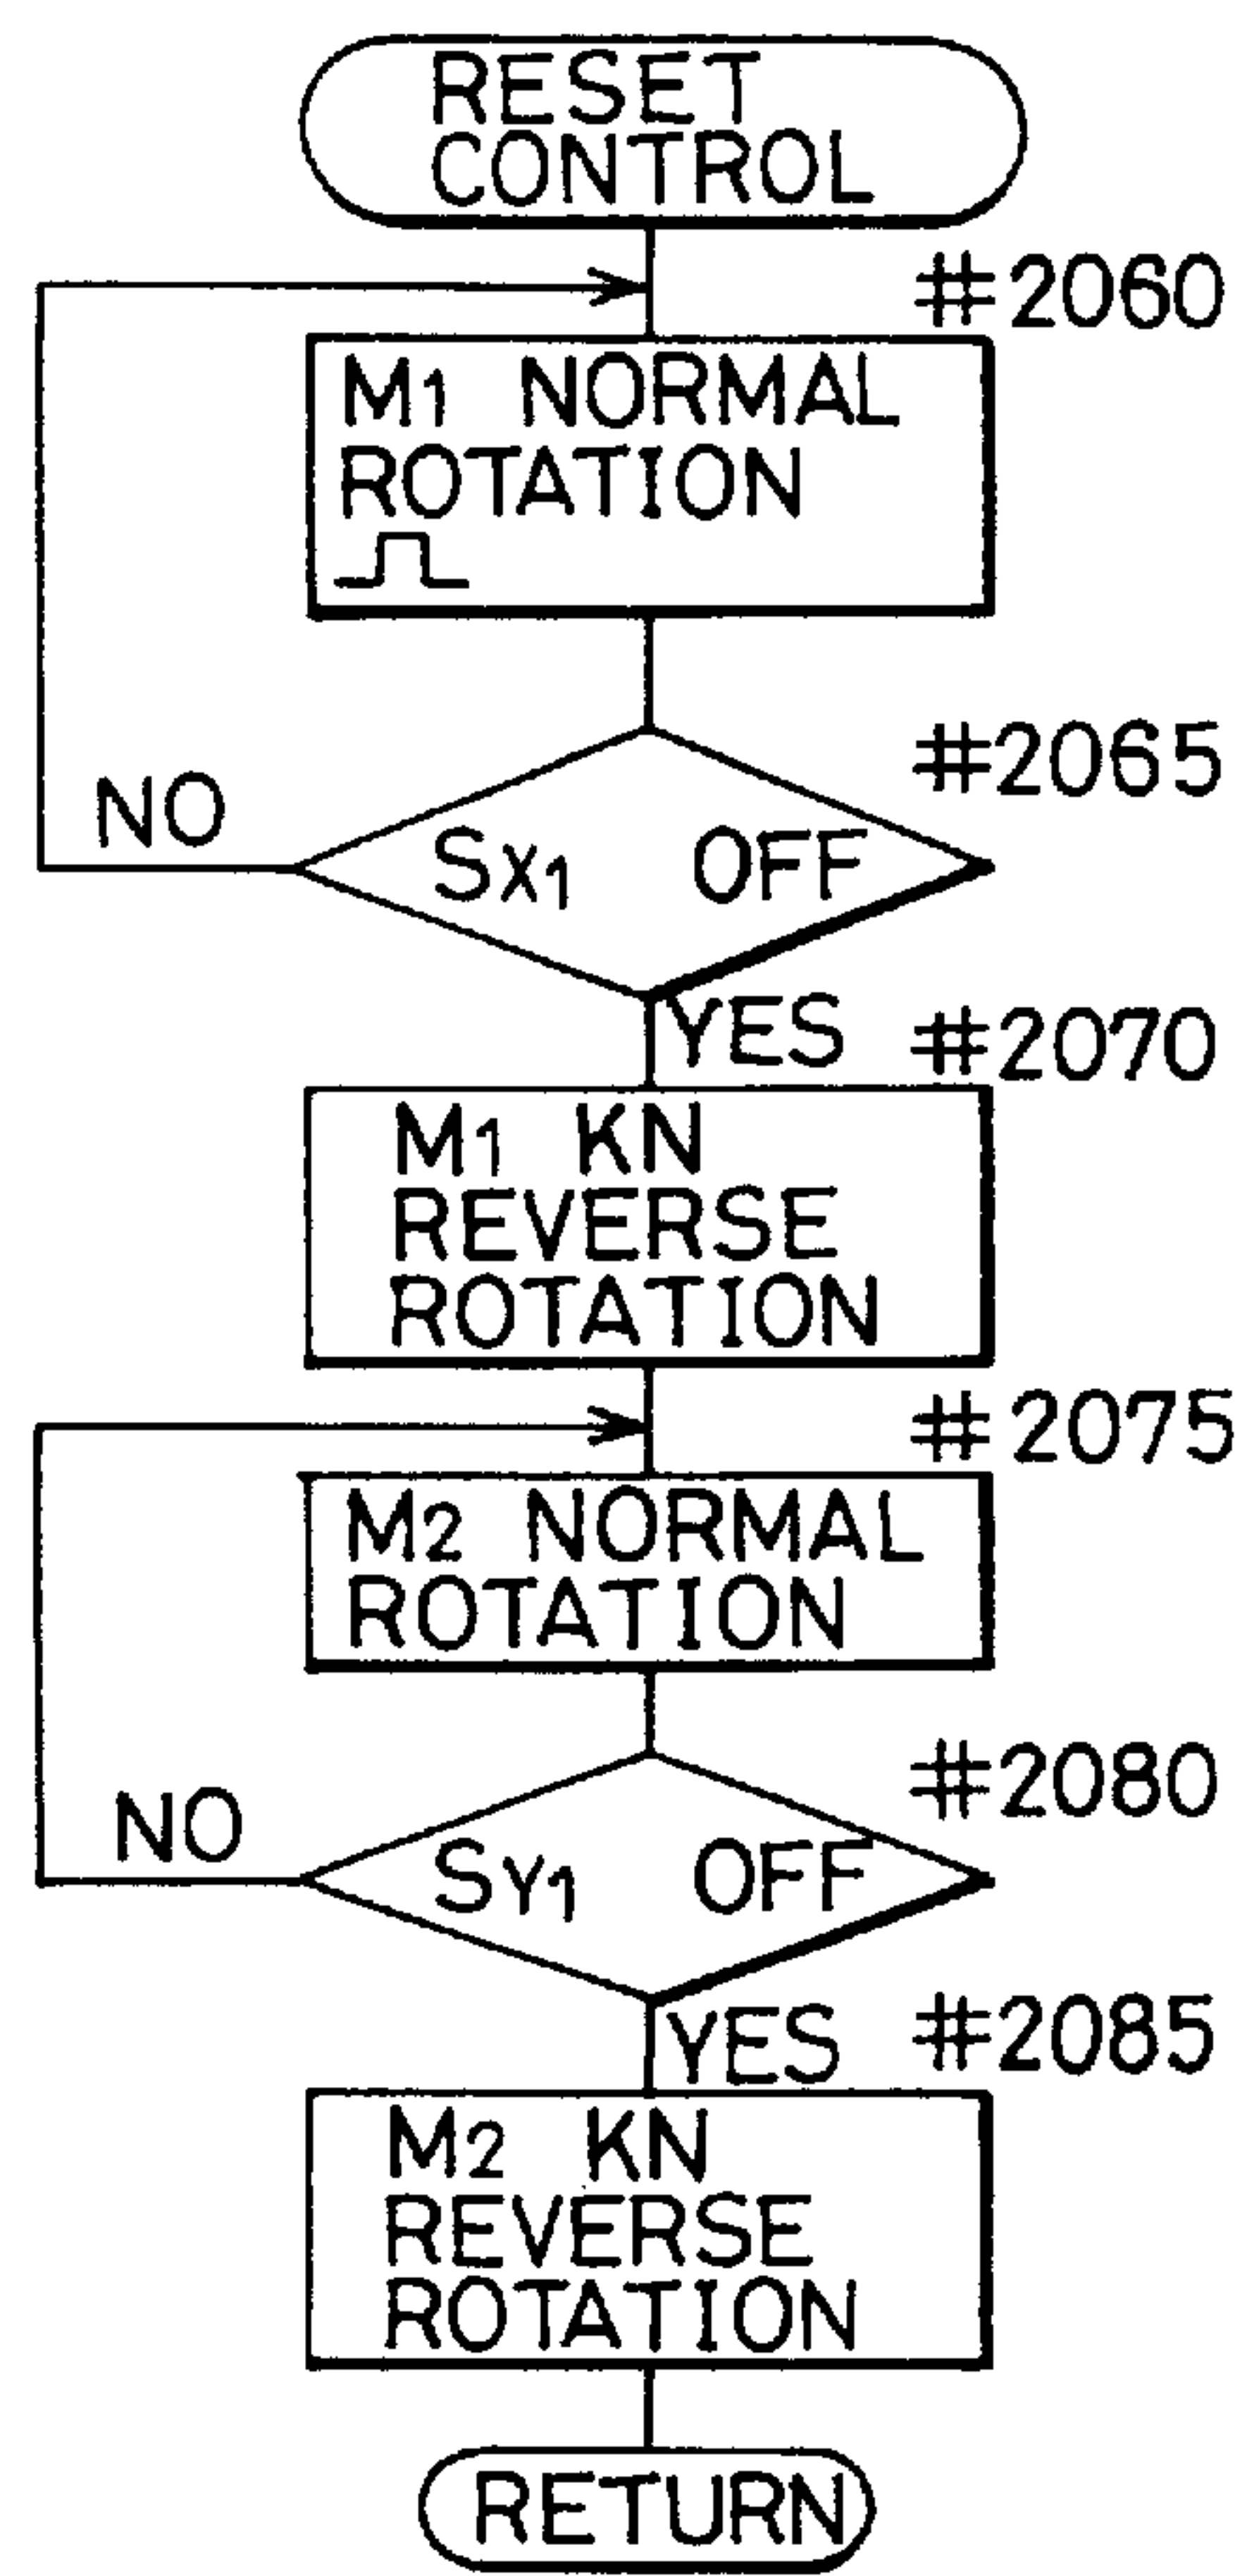 RESET
CONTROL
#2060
M1 NORMAL
ROTATION
#2065
NO
SX1 OFF
YES
#2070
M1 KN
REVERSE
ROTATION
#2075
M2 NORMAL
ROTATION
#2080
NO
SY1 OFF
YES
#2085
M2 KN
REVERSE
ROTATION
RETURN